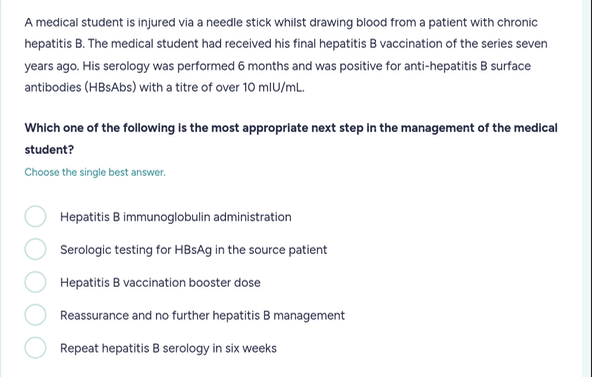 A medical student is injured via a needle stick whilst drawing blood from a patient with chronic
hepatitis B. The medical student had received his final hepatitis B vaccination of the series seven
years ago. His serology was performed 6 months and was positive for anti-hepatitis B surface
antibodies (HBsAbs) with a titre of over 10 mIU/mL.
Which one of the following is the most appropriate next step in the management of the medical
student?
Choose the single best answer.
Hepatitis B immunoglobulin administration
Serologic testing for HBsAg in the source patient
Hepatitis B vaccination booster dose
Reassurance and no further hepatitis B management
Repeat hepatitis B serology in six weeks